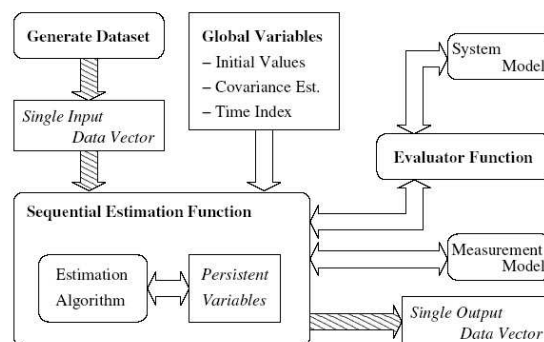 Generate Dataset
Global Variables
– Initial Values
– Covariance Est.
– Time Index
System
Model
Single Input
Data Vector
Evaluator Function
Sequential Estimation Function
Estimation
Algorithm
Persistent
Variables
Measurement
Model
Single Output
Data Vector